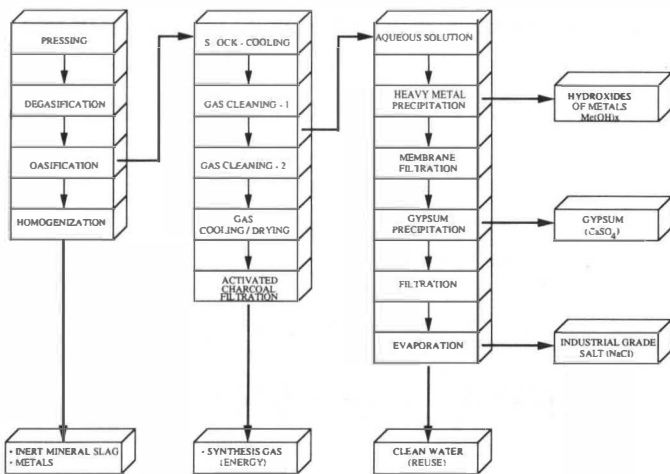 PRESSING
DEGASIFICATION
GASIFICATION
HOMOGENIZATION
• INERT MINERAL SLAG
• METALS
S OCK - COOLING
GAS CLEANING - 1
GAS CLEANING - 2
GAS
COOLING / DRYING
ACTIVATED
CHARCOAL
FILTRATION
• SYNTHESIS GAS
(ENERGY)
AQUEOUS SOLUTION
HEAVY METAL
PRECIPITATION
MEMBRANE
FILTRATION
GYPSUM
PRECIPITATION
FILTRATION
EVAPORATION
CLEAN WATER
(REUSE)
HYDROXIDES
OF METALS
Me(OH)x
GYPSUM
(CaSO4)
INDUSTRIAL GRADE
SALT (NaCl)